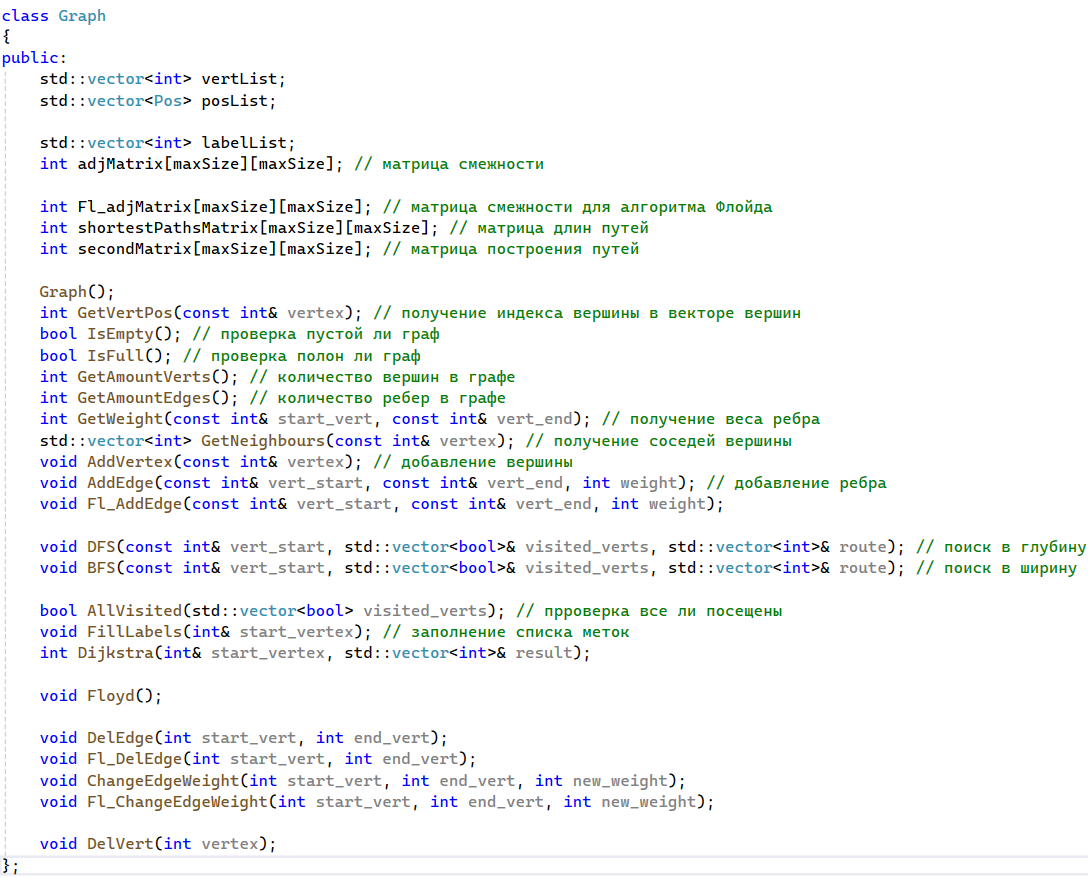 class Graph
{
public:
    std::vector<int> vertList;
    std::vector<Pos> posList;

    std::vector<int> labelList;
    int adjMatrix[maxSize][maxSize]; // матрица смежности

    int Fl_adjMatrix[maxSize][maxSize]; // матрица смежности для алгоритма Флойда
    int shortestPathsMatrix[maxSize][maxSize]; // матрица длин путей
    int secondMatrix[maxSize][maxSize]; // матрица построения путей

    Graph();
    int GetVertPos(const int& vertex); // получение индекса вершины в векторе вершин
    bool IsEmpty(); // проверка пустой ли граф
    bool IsFull(); // проверка полон ли граф
    int GetAmountVerts(); // количество вершин в графе
    int GetAmountEdges(); // количество ребер в графе
    int GetWeight(const int& start_vert, const int& vert_end); // получение веса ребра
    std::vector<int> GetNeighbours(const int& vertex); // получение соседей вершины
    void AddVertex(const int& vertex); // добавление вершины
    void AddEdge(const int& vert_start, const int& vert_end, int weight); // добавление ребра
    void Fl_AddEdge(const int& vert_start, const int& vert_end, int weight);

    void DFS(const int& vert_start, std::vector<bool>& visited_verts, std::vector<int>& route); // поиск в глубину
    void BFS(const int& vert_start, std::vector<bool>& visited_verts, std::vector<int>& route); // поиск в ширину

    bool AllVisited(std::vector<bool> visited_verts); // прроверка все ли посещены
    void FillLabels(int& start_vertex); // заполнение списка меток
    int Dijkstra(int& start_vertex, std::vector<int>& result);

    void Floyd();

    void DelEdge(int start_vert, int end_vert);
    void Fl_DelEdge(int start_vert, int end_vert);
    void ChangeEdgeWeight(int start_vert, int end_vert, int new_weight);
    void Fl_ChangeEdgeWeight(int start_vert, int end_vert, int new_weight);

    void DelVert(int vertex);
};